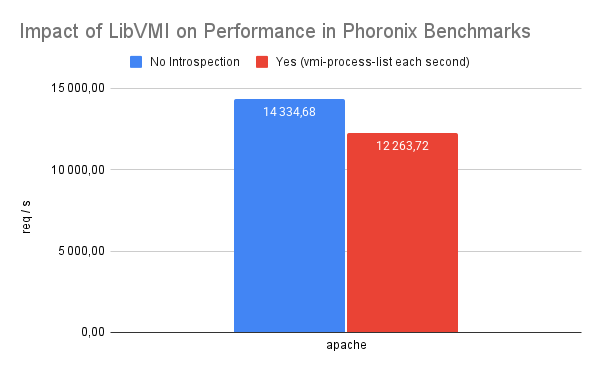 Impact of LibVMI on Performance in Phoronix Benchmarks
No Introspection
Yes (vmi-process-list each second)
15 000,00
14 334,68
12 263,72
10 000,00
5 000,00
0,00
req / s
apache